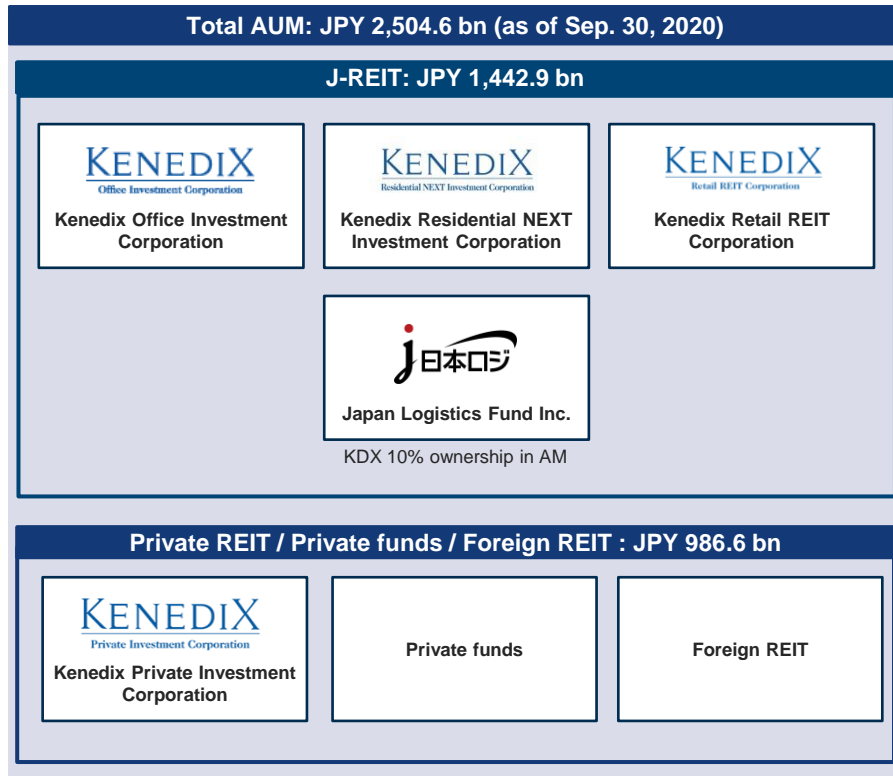 Total AUM: JPY 2,504.6 bn (as of Sep. 30, 2020)
J-REIT: JPY 1,442.9 bn
KENEDIX
Office Investment Corporation
Kenedix Office Investment
Corporation
KENEDIX
Residential NEXT Investment Corporation
Kenedix Residential NEXT
Investment Corporation
KENEDIX
Retail REIT Corporation
Kenedix Retail REIT
Corporation
j日本ロジ
Japan Logistics Fund Inc.
KDX 10% ownership in AM
Private REIT / Private funds / Foreign REIT : JPY 986.6 bn
KENEDIX
Private Investment Corporation
Kenedix Private Investment
Corporation
Private funds
Foreign REIT